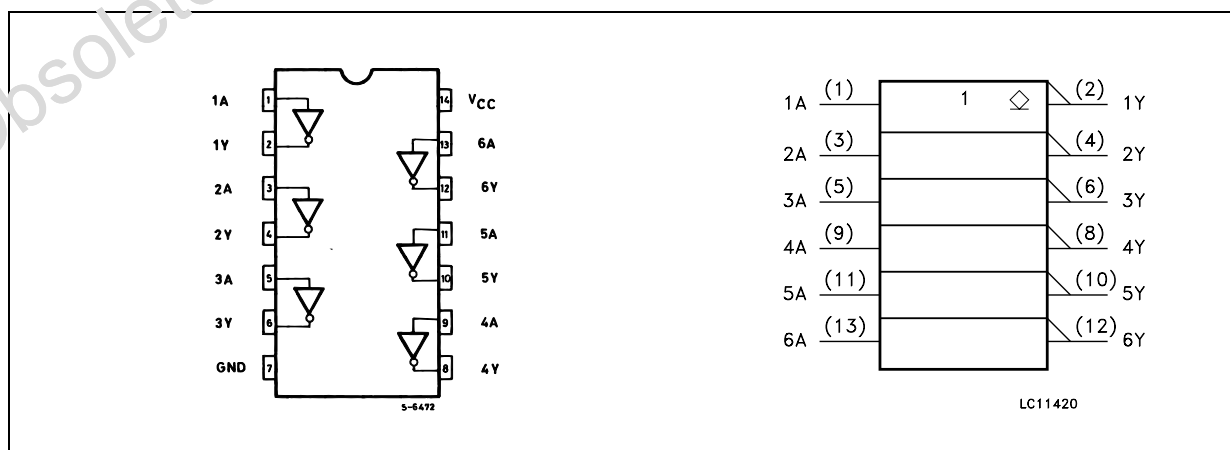 Obsolete
1A 1 14 VCC
1Y 2 13 6A
2A 3 12 6Y
2Y 4 11 5A
3A 5 10 5Y
3Y 6 9 4A
GND 7 8 4Y
S-6472
1A (1) 1 (2) 1Y
2A (3) (4) 2Y
3A (5) (6) 3Y
4A (9) (8) 4Y
5A (11) (10) 5Y
6A (13) (12) 6Y
LC11420